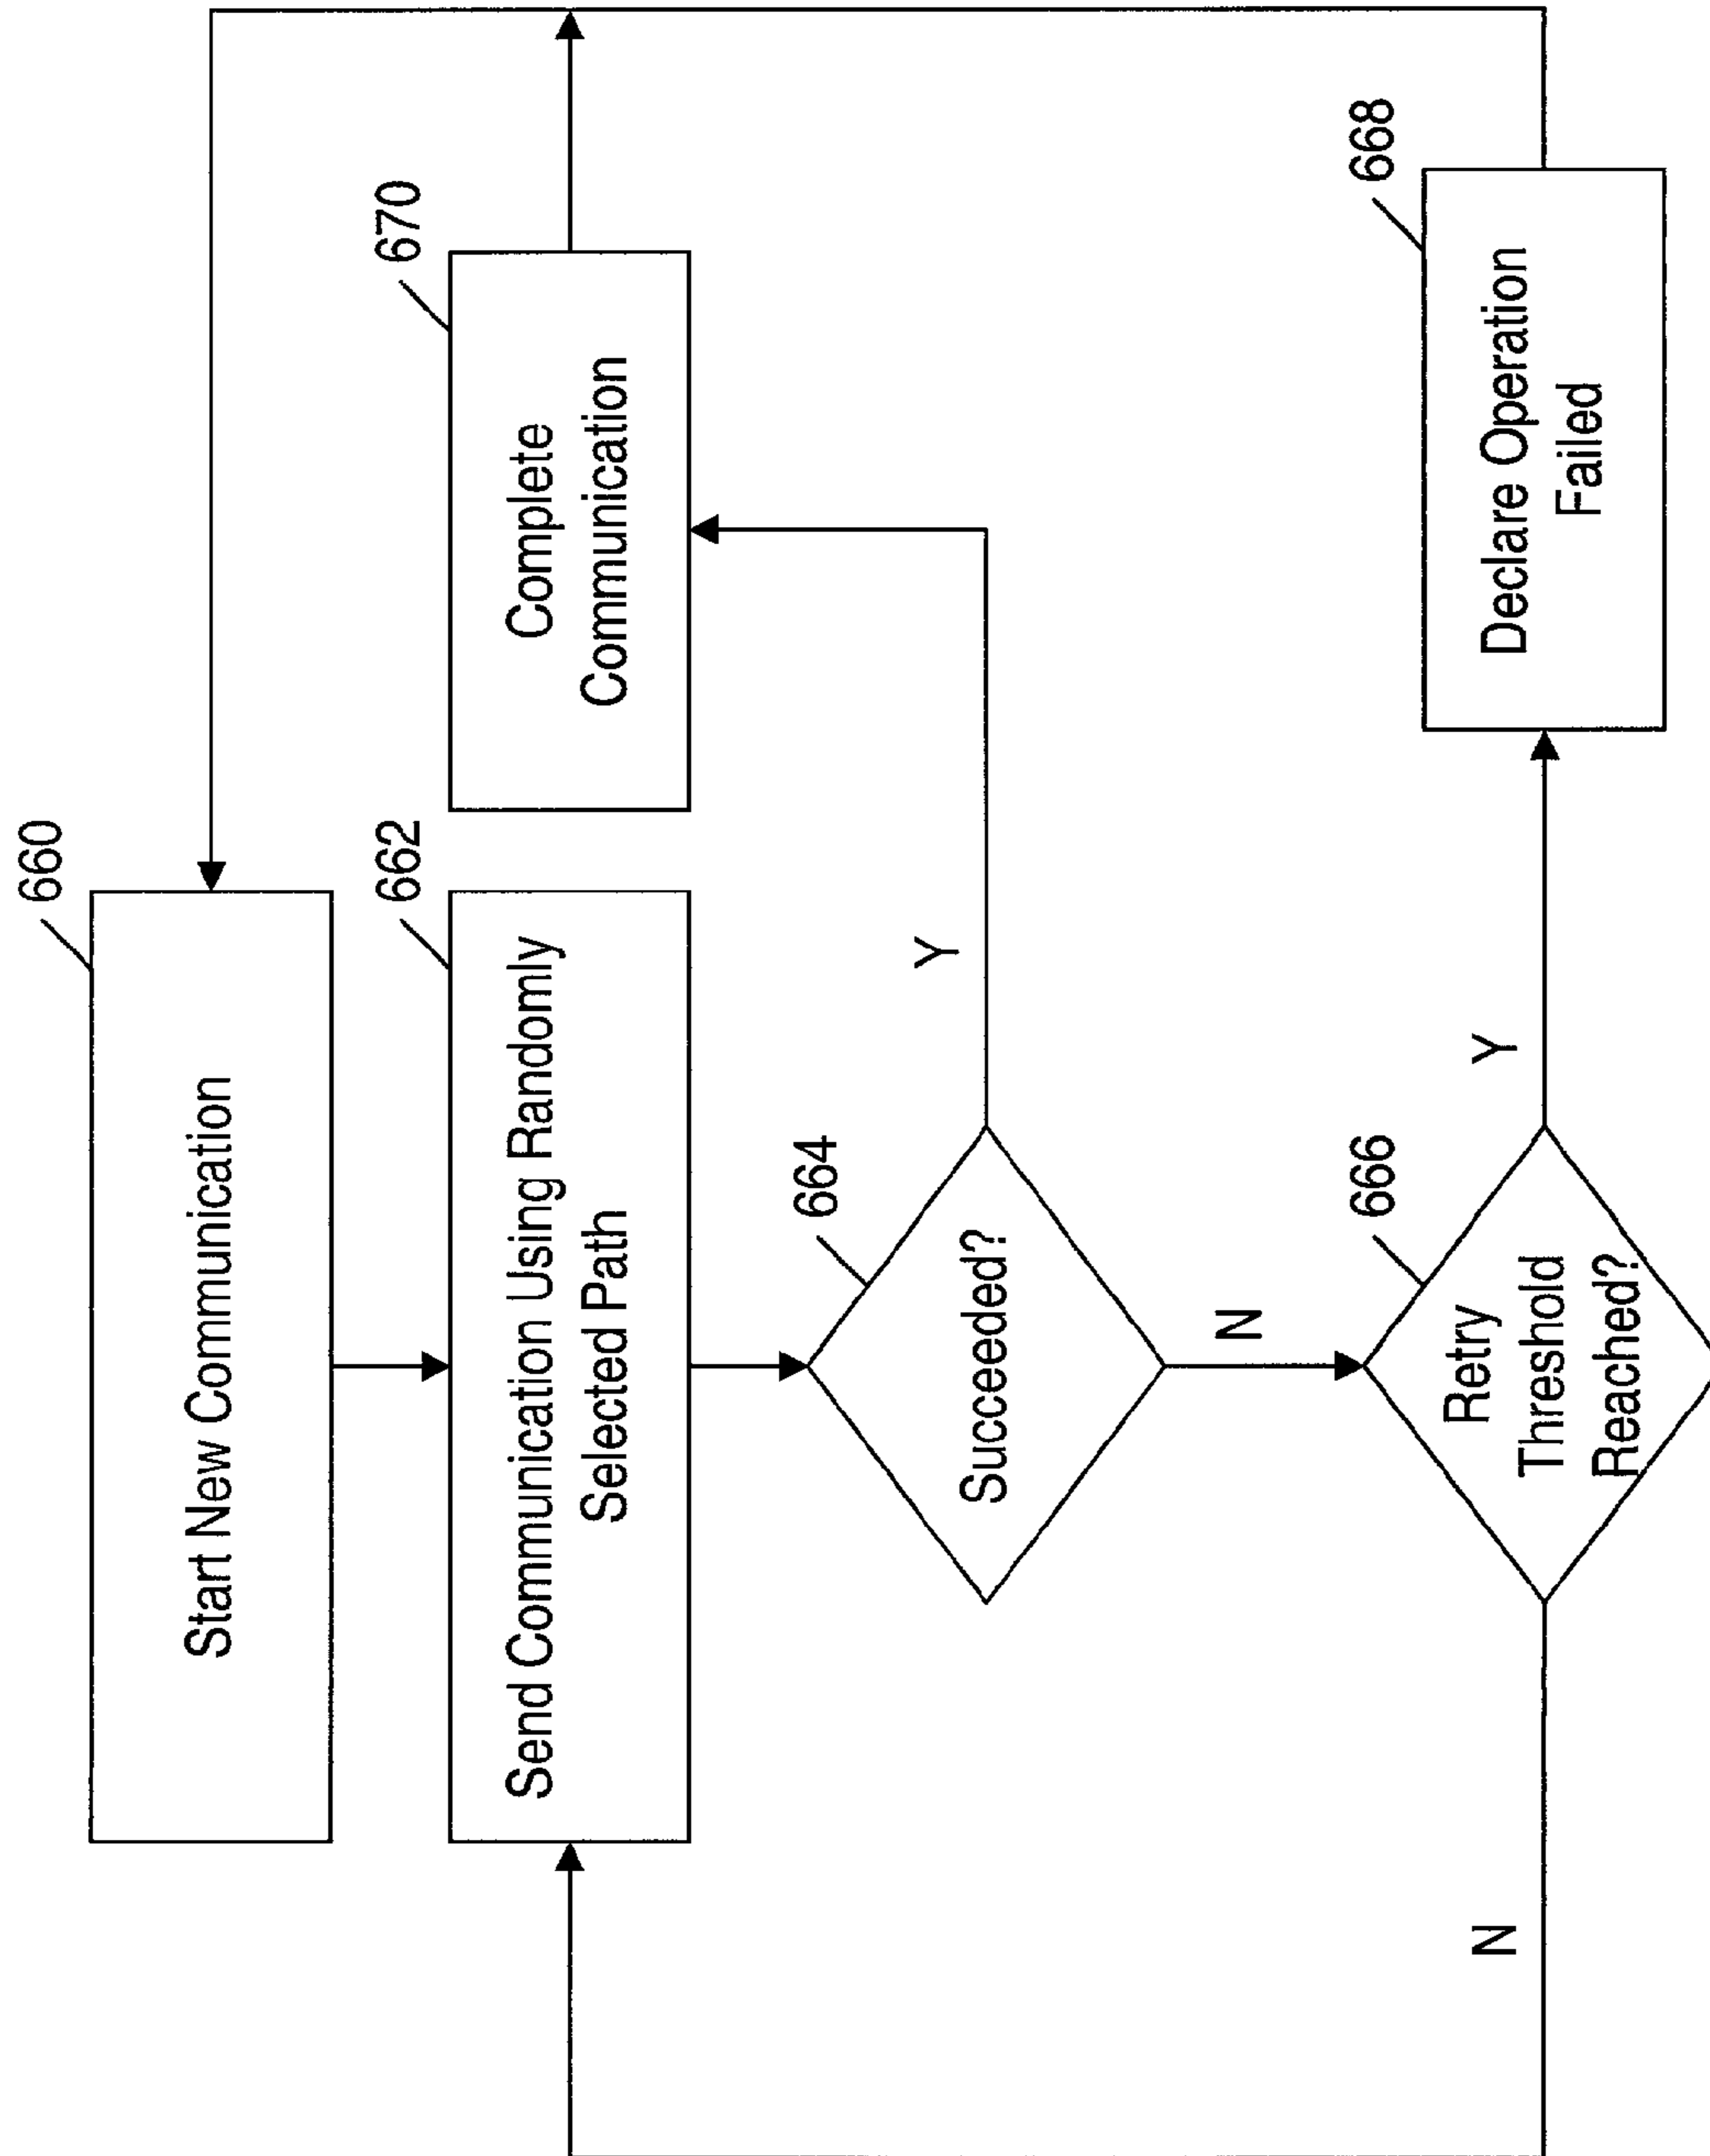 660
Start New Communication
662
Send Communication Using Randomly
Selected Path
670
Complete
Communication
664
Succeeded?
Y
N
666
Retry
Threshold
Reached?
Y
N
668
Declare Operation
Failed